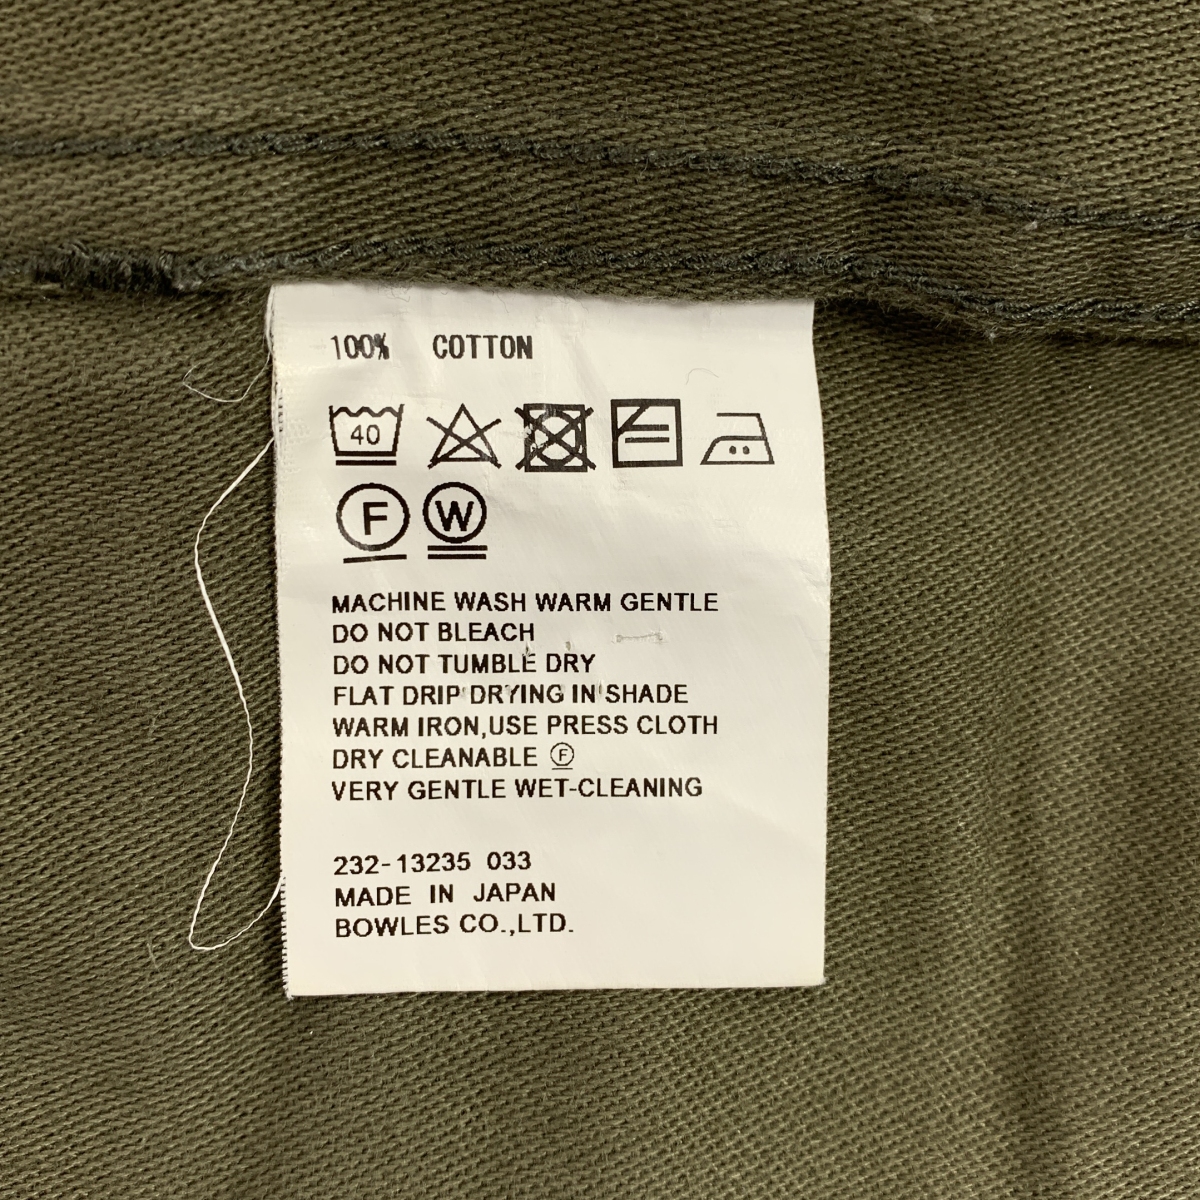 100% COTTON
40
F W
MACHINE WASH WARM GENTLE
DO NOT BLEACH
DO NOT TUMBLE DRY
FLAT DRIP DRYING IN SHADE
WARM IRON,USE PRESS CLOTH
DRY CLEANABLE Ⓕ
VERY GENTLE WET-CLEANING
232-13235 033
MADE IN JAPAN
BOWLES CO.,LTD.